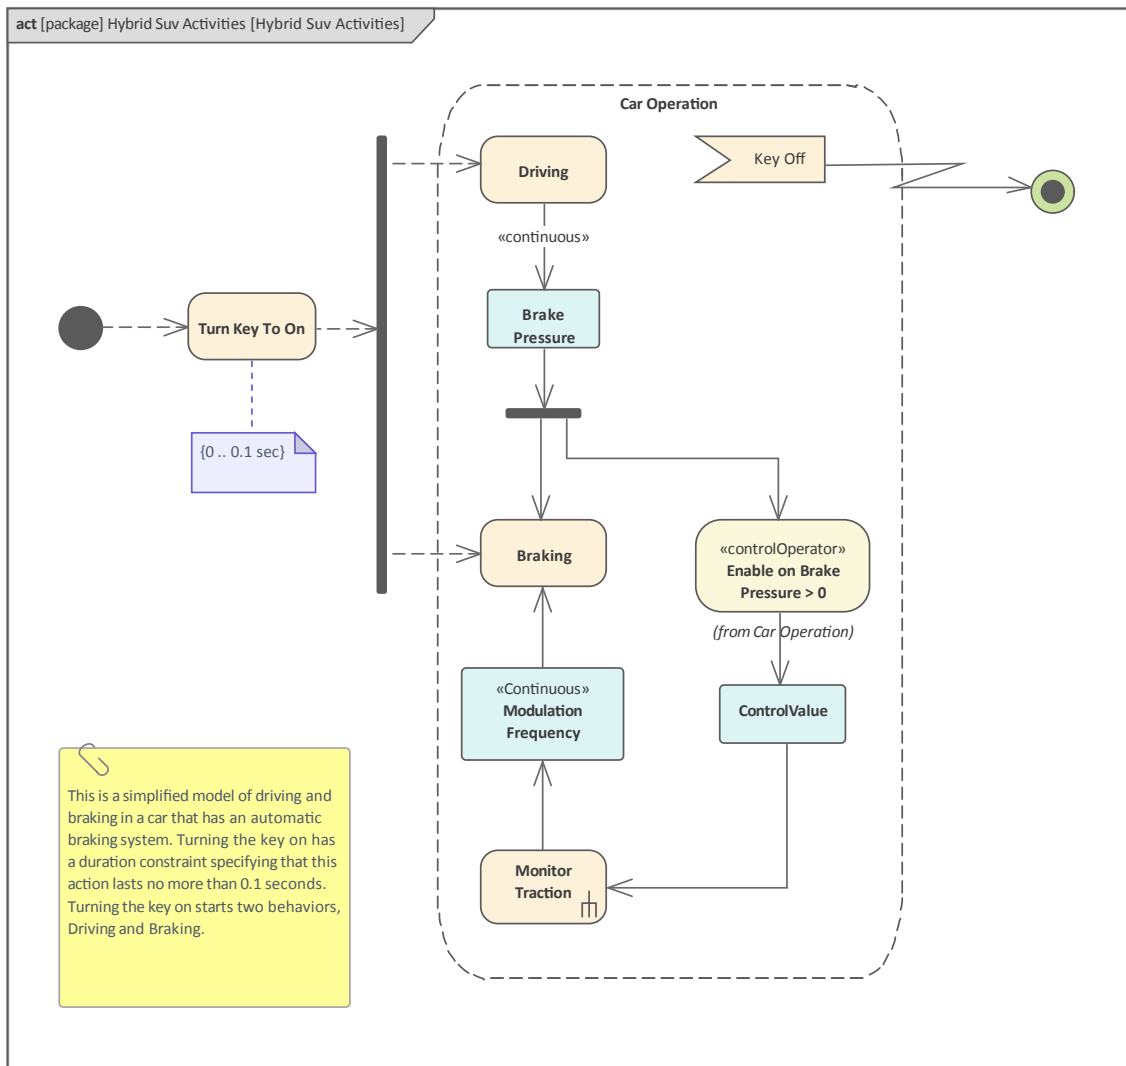 act [package] Hybrid Suv Activities [Hybrid Suv Activities]
Car Operation
Driving
Key Off
«continuous»
Brake
Pressure
Turn Key To On
{0 .. 0.1 sec}
Braking
«controlOperator»
Enable on Brake
Pressure > 0
(from Car Operation)
«Continuous»
Modulation
Frequency
ControlValue
This is a simplified model of driving and
braking in a car that has an automatic
braking system. Turning the key on has
a duration constraint specifying that this
action lasts no more than 0.1 seconds.
Turning the key on starts two behaviors,
Driving and Braking.
Monitor
Traction